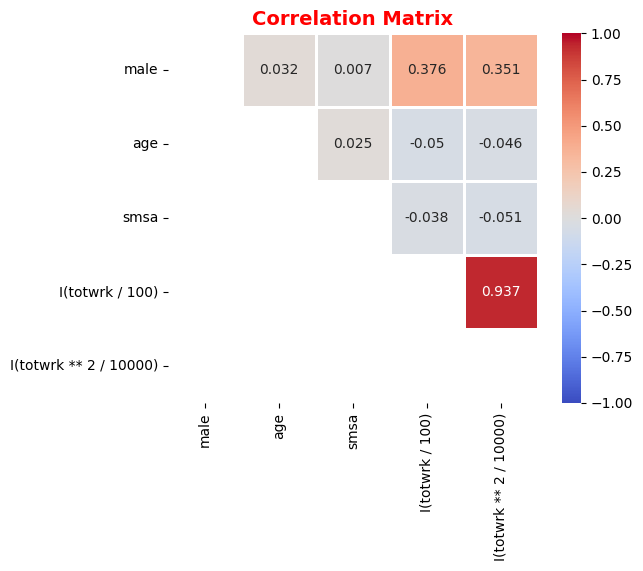 Correlation Matrix
male
0.032
0.007
0.376
0.351
age
0.025
-0.05
-0.046
smsa
-0.038
-0.051
I(totwrk / 100)
0.937
I(totwrk ** 2 / 10000)
male
age
smsa
I(totwrk / 100)
I(totwrk ** 2 / 10000)
1.00
0.75
0.50
0.25
0.00
−0.25
−0.50
−0.75
−1.00